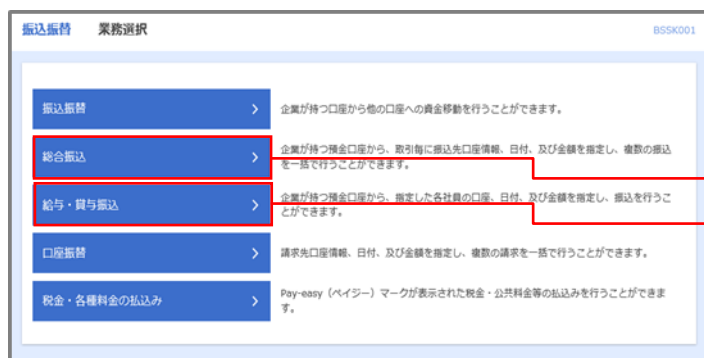 振込振替 業務選択 BSSK001
振込振替
企業が持つ口座から他の口座への資金移動を行うことができます。
総合振込
企業が持つ預金口座から、取引毎に振込先口座情報、日付、及び金額を指定し、複数の振込
を一括で行うことができます。
給与・賞与振込
企業が持つ預金口座から、指定した各社員の口座、日付、及び金額を指定し、振込を行うこ
とができます。
口座振替
請求先口座情報、日付、及び金額を指定し、複数の請求を一括で行うことができます。
税金・各種料金の払込み
Pay-easy（ペイジー）マークが表示された税金・公共料金等の払込みを行うことができま
す。